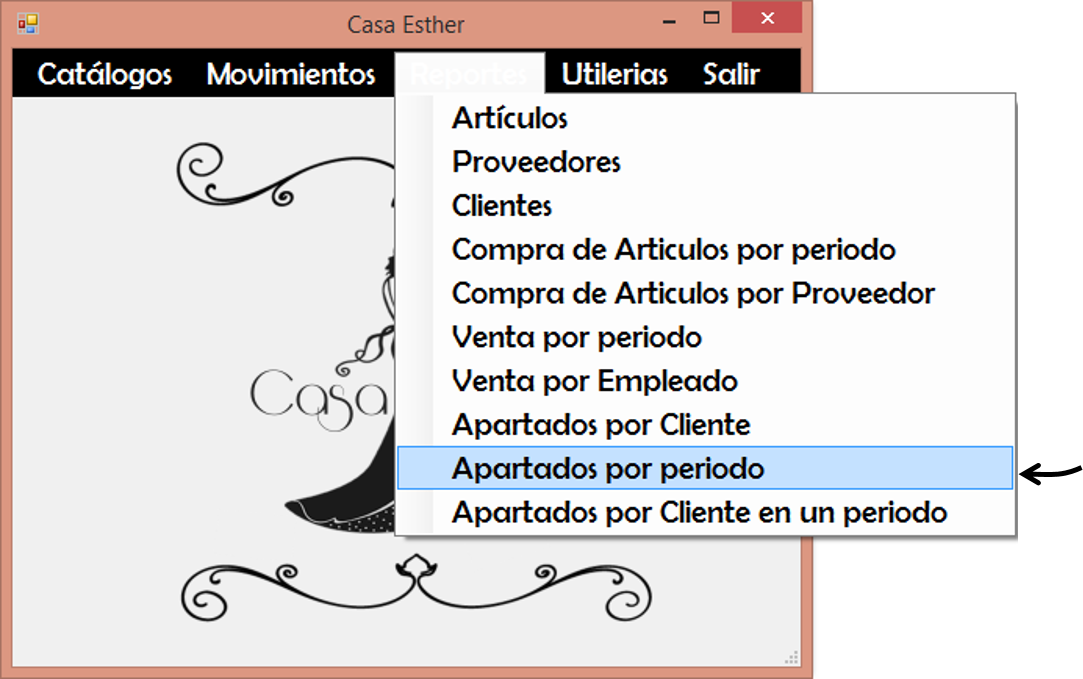 Casa Esther
Catálogos Movimientos Reportes Utilerias Salir
Artículos
Proveedores
Clientes
Compra de Articulos por periodo
Compra de Articulos por Proveedor
Venta por periodo
Venta por Empleado
Apartados por Cliente
Apartados por periodo
Apartados por Cliente en un periodo
Casa